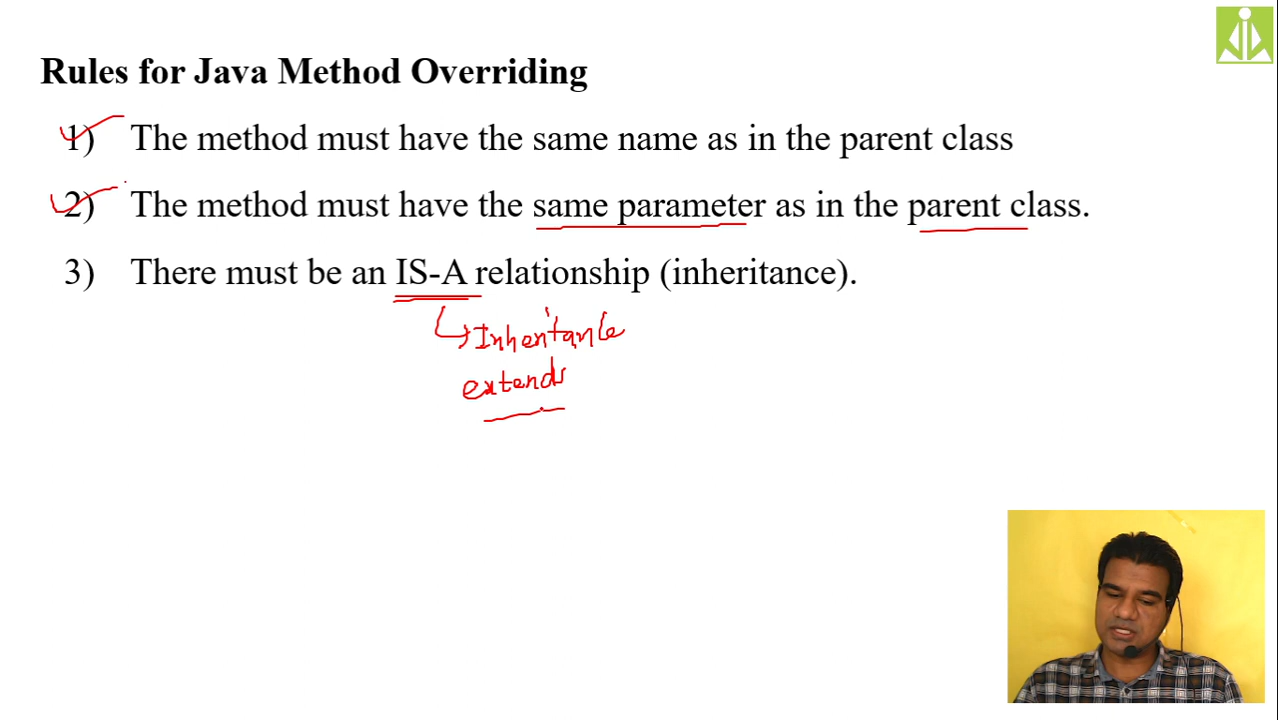 Rules for Java Method Overriding
1) The method must have the same name as in the parent class
2) The method must have the same parameter as in the parent class.
3) There must be an IS-A relationship (inheritance).
Inheritance
extends